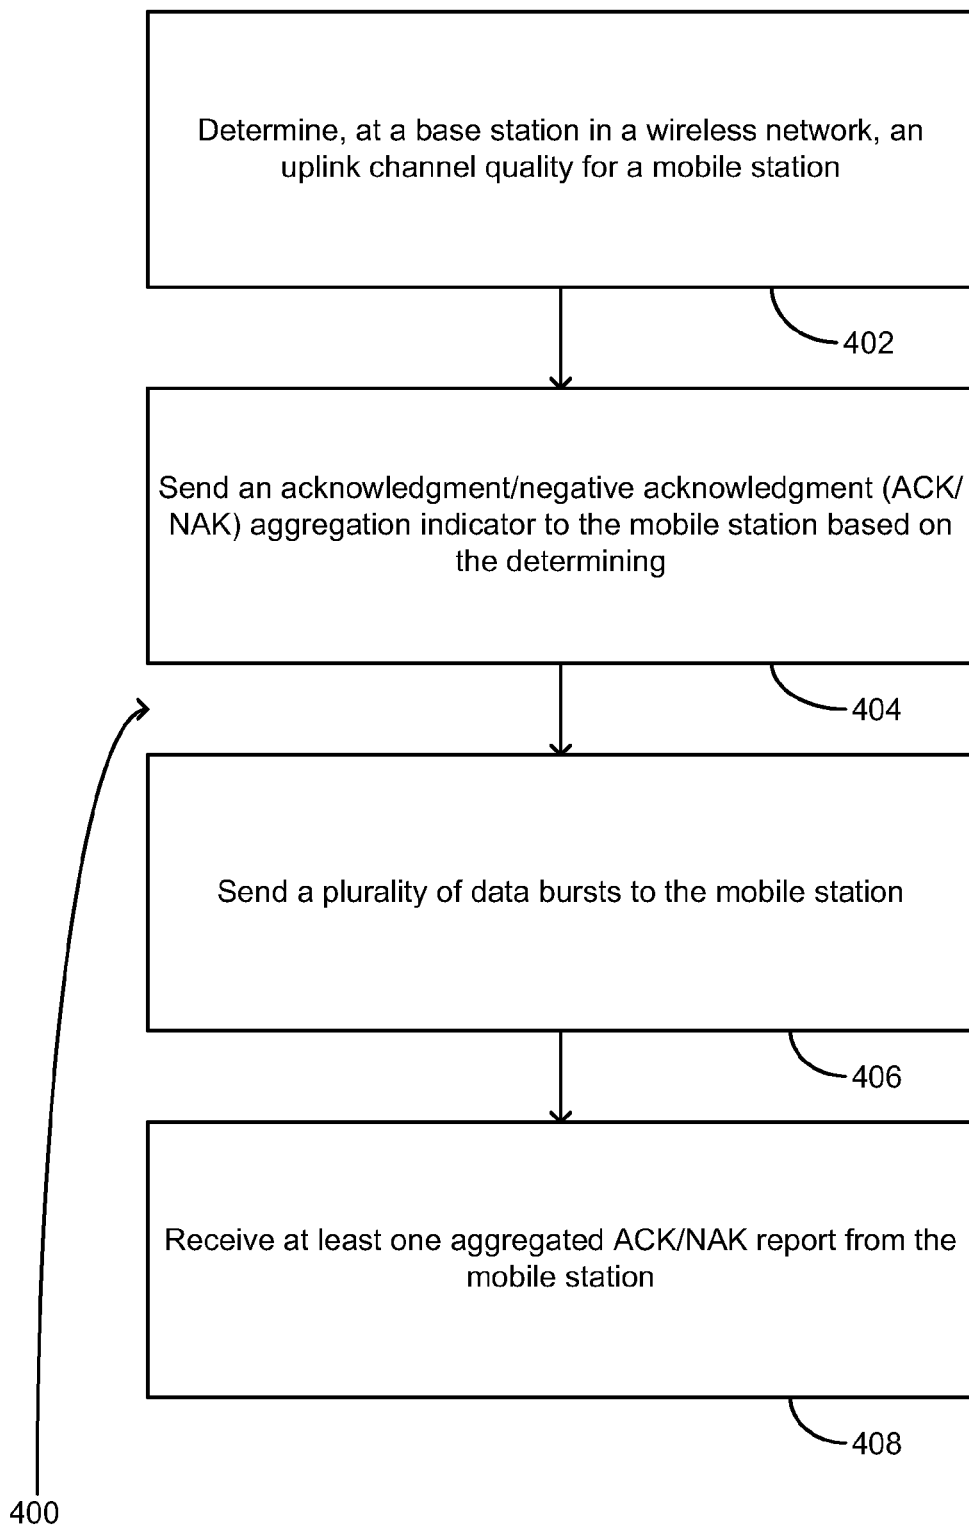 Determine, at a base station in a wireless network, an
uplink channel quality for a mobile station
402
Send an acknowledgment/negative acknowledgment (ACK/
NAK) aggregation indicator to the mobile station based on
the determining
404
Send a plurality of data bursts to the mobile station
406
Receive at least one aggregated ACK/NAK report from the
mobile station
408
400